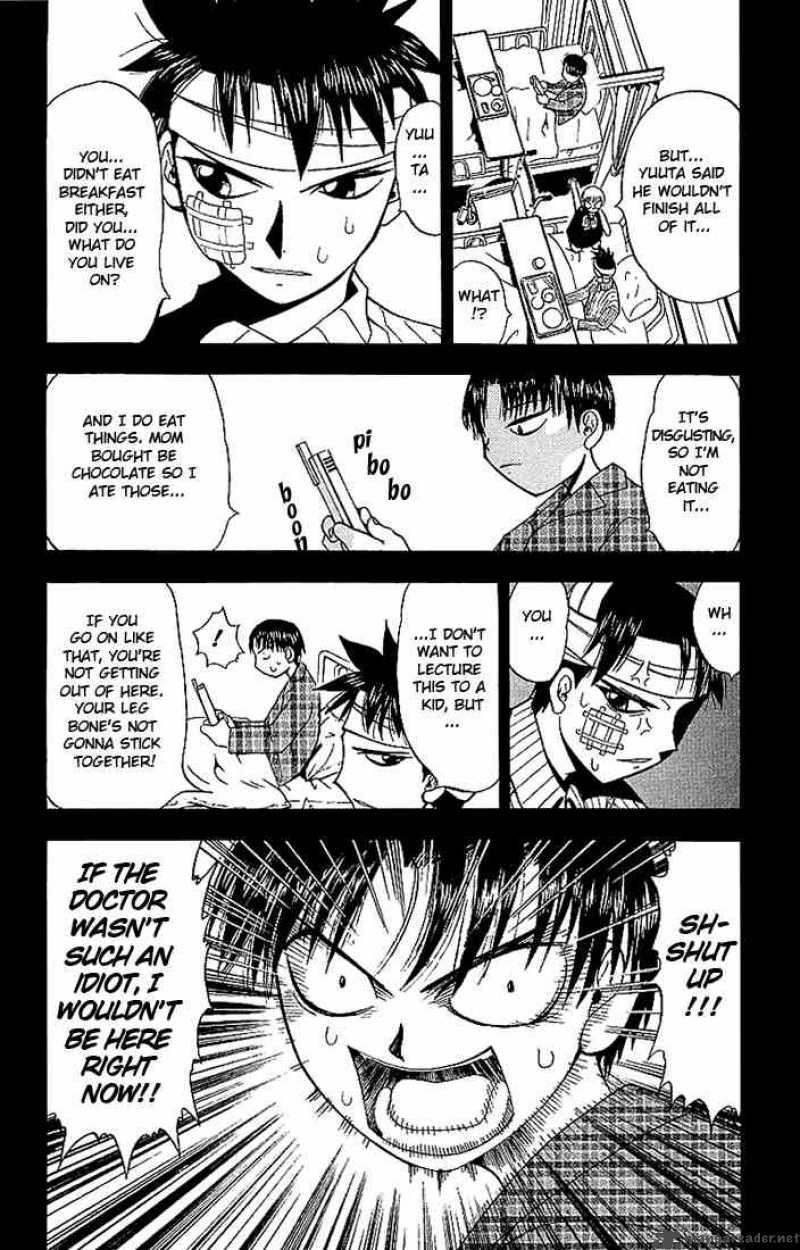 BUT...
YUUTA SAID
HE WOULDN'T
FINISH ALL
OF IT...
WHAT
!?
YUU
...
TA
...
YOU...
DIDN'T EAT
BREAKFAST
EITHER,
DID YOU...
WHAT DO
YOU LIVE
ON?
IT'S
DISGUSTING,
SO I'M
NOT
EATING
IT...
pi
bo
bo
boon
AND I DO EAT
THINGS. MOM
BOUGHT BE
CHOCOLATE SO I
ATE THOSE...
WH
...
YOU
...
...I DON'T
WANT TO
LECTURE
THIS TO A
KID, BUT
...
!
IF YOU
GO ON LIKE
THAT, YOU'RE
NOT GETTING
OUT OF HERE.
YOUR LEG
BONE'S NOT
GONNA STICK
TOGETHER!
SH-
SHUT
UP
!!!
IF THE
DOCTOR
WASN'T
SUCH AN
IDIOT, I
WOULDN'T
BE HERE
RIGHT
NOW!!